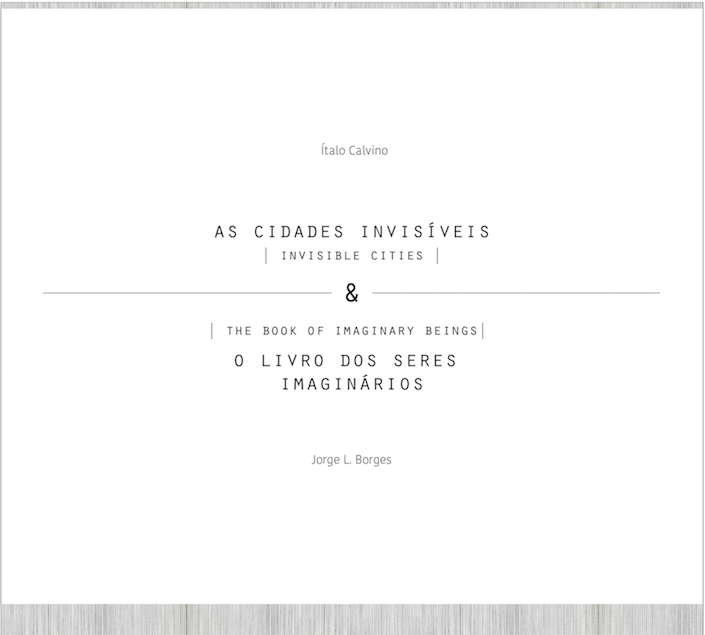 Ítalo Calvino
AS CIDADES INVISÍVEIS
| INVISIBLE CITIES |
&
| THE BOOK OF IMAGINARY BEINGS|
O LIVRO DOS SERES
IMAGINÁRIOS
Jorge L. Borges